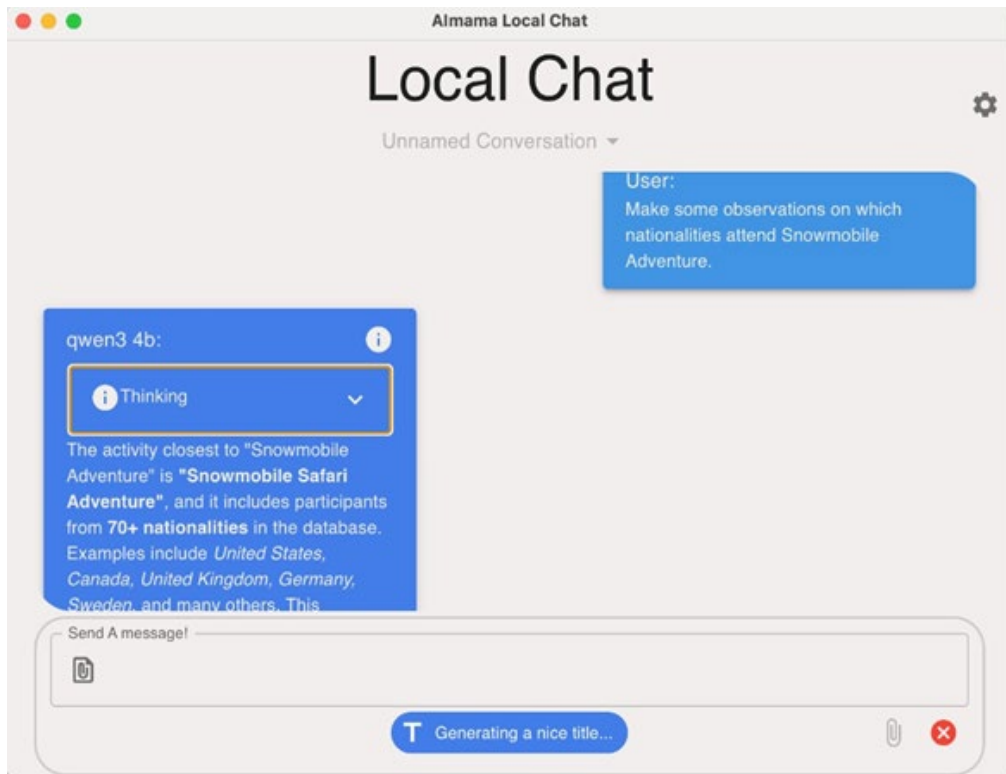 Almama Local Chat
Local Chat
Unnamed Conversation
User:
Make some observations on which
nationalities attend Snowmobile
Adventure.
qwen3 4b:
Thinking
The activity closest to "Snowmobile
Adventure" is "Snowmobile Safari
Adventure", and it includes participants
from 70+ nationalities in the database.
Examples include United States,
Canada, United Kingdom, Germany,
Sweden, and many others. This
Send A message!
T Generating a nice title...